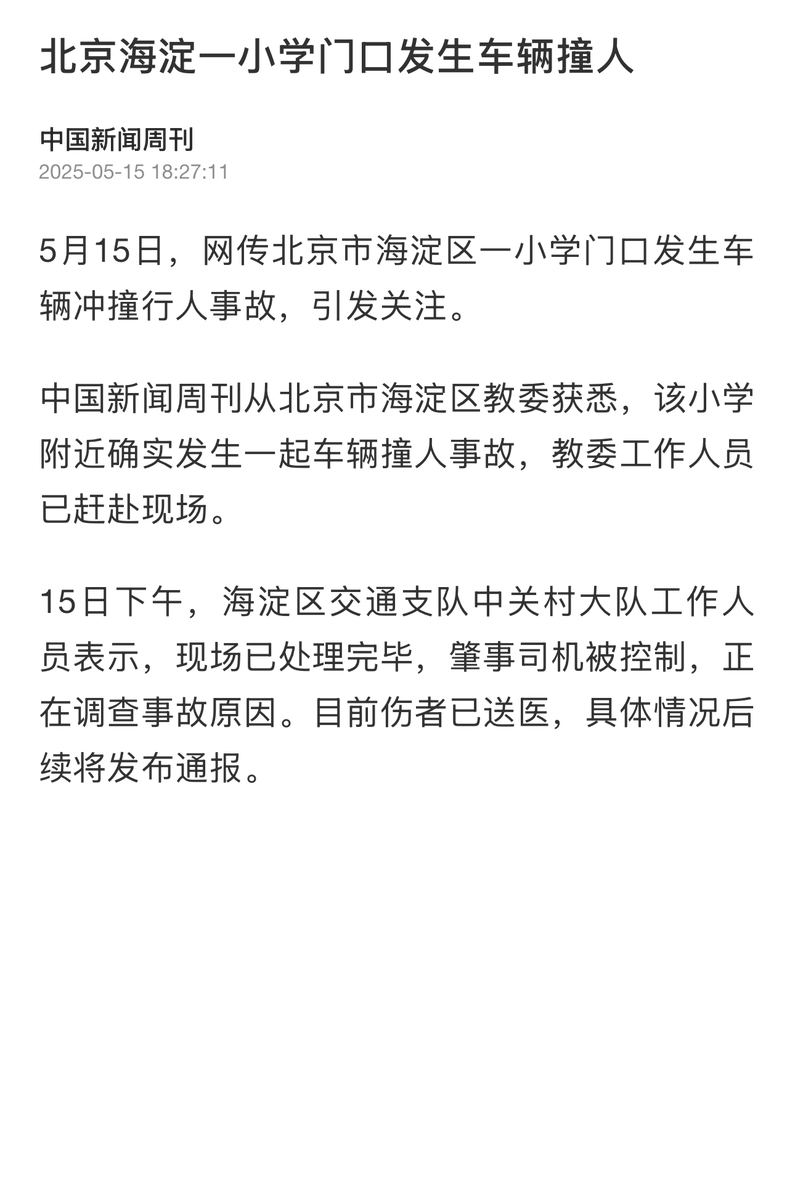 北京海淀一小学门口发生车辆撞人
中国新闻周刊
2025-05-15 18:27:11
5月15日，网传北京市海淀区一小学门口发生车
辆冲撞行人事故，引发关注。
中国新闻周刊从北京市海淀区教委获悉，该小学
附近确实发生一起车辆撞人事故，教委工作人员
已赶赴现场。
15日下午，海淀区交通支队中关村大队工作人
员表示，现场已处理完毕，肇事司机被控制，正
在调查事故原因。目前伤者已送医，具体情况后
续将发布通报。